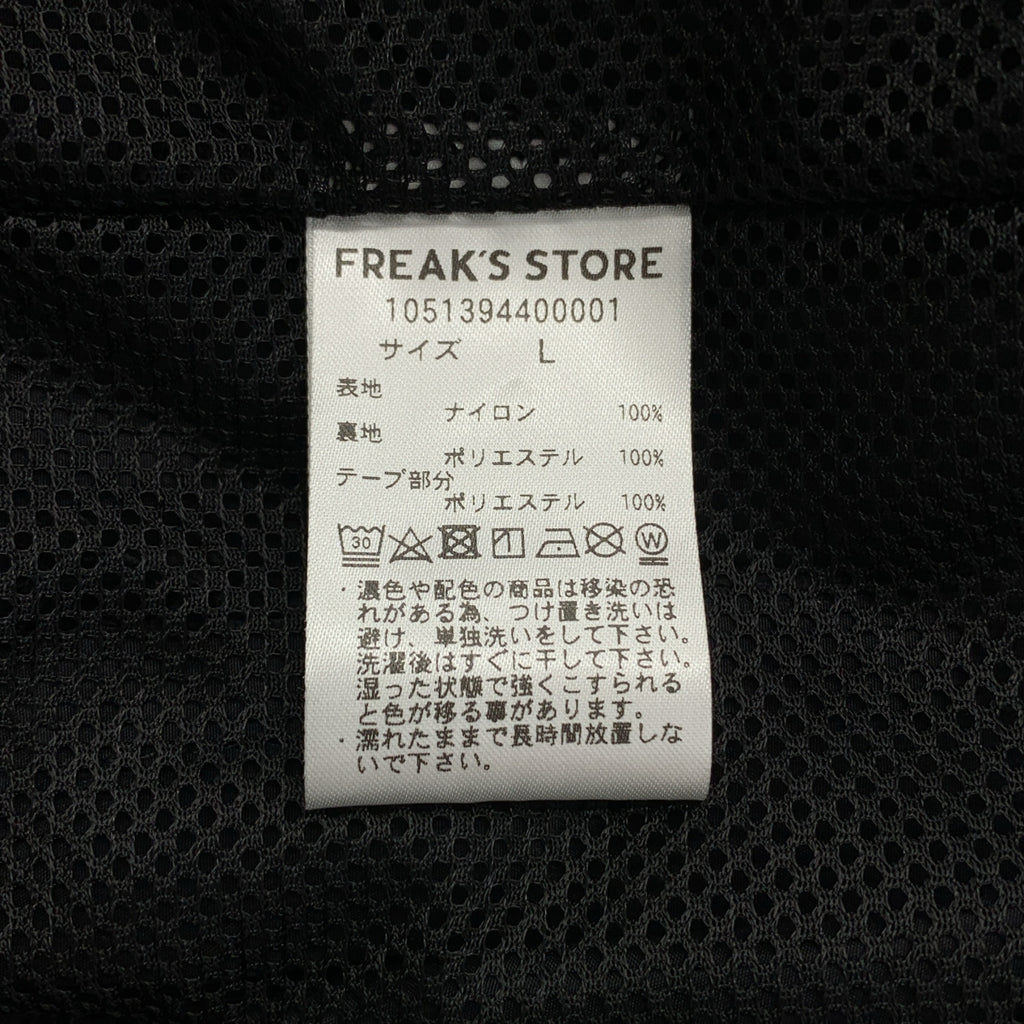 FREAK'S STORE
1051394400001
サイズ L
表地
ナイロン 100%
裏地
ポリエステル 100%
テープ部分
ポリエステル 100%
30 W
・濃色や配色の商品は移染の恐
れがある為、つけ置き洗いは
避け、単独洗いをして下さい。
洗濯後はすぐに干して下さい。
湿った状態で強くこすられる
と色が移る事があります。
・濡れたままで長時間放置しな
いで下さい。